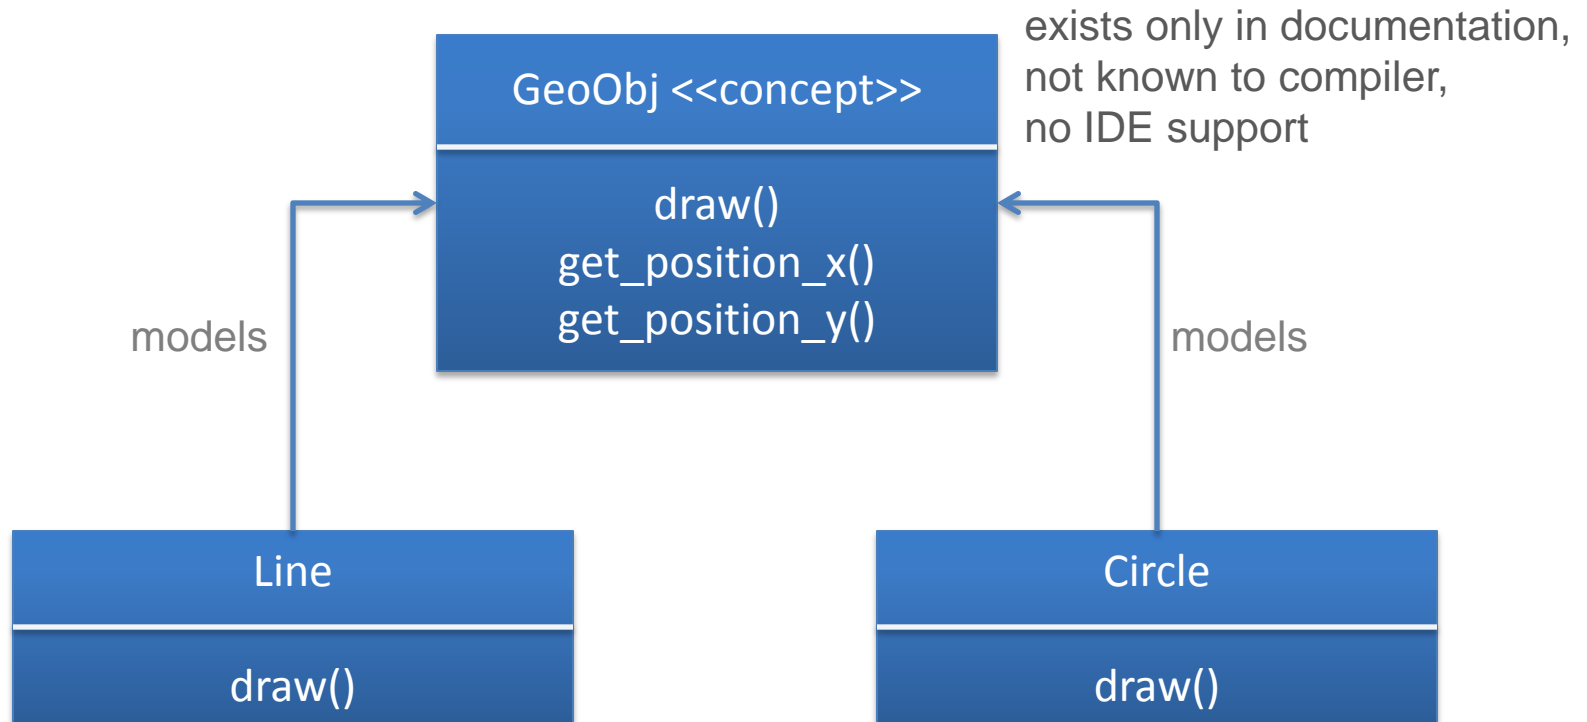 exists only in documentation,
not known to compiler,
no IDE support
GeoObj <<concept>>
draw()
get_position_x()
get_position_y()
models
models
Line
draw()
Circle
draw()